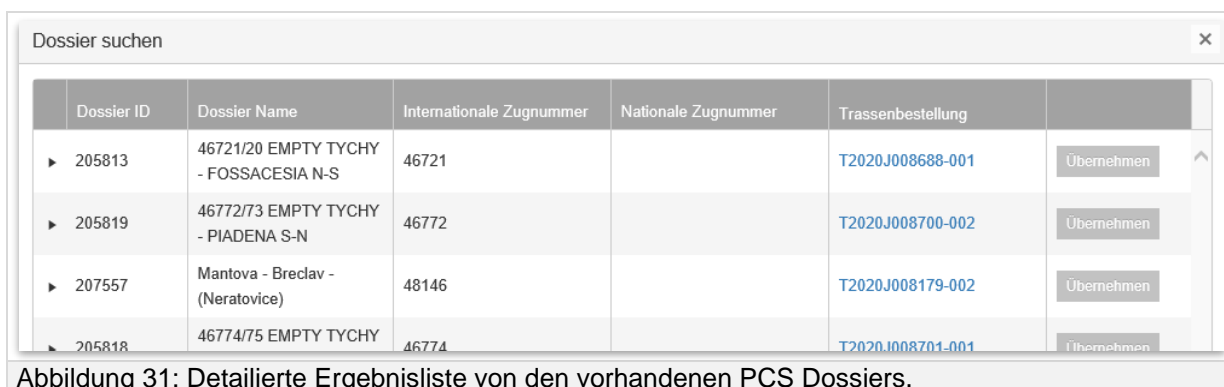 Dossier suchen ×
Dossier ID Dossier Name Internationale Zugnummer Nationale Zugnummer Trassenbestellung
46721/20 EMPTY TYCHY
205813 46721 T2020J008688-001 Übernehmen
- FOSSACESIA N-S
46772/73 EMPTY TYCHY
205819 46772 T2020J008700-002 Übernehmen
- PIADENA S-N
Mantova - Breclav -
207557 48146 T2020J008179-002 Übernehmen
(Neratovice)
46774/75 EMPTY TYCHY
205818 46774 T2020J008701-001 Übernehmen
Abbildung 31: Detailierte Ergebnisliste von den vorhandenen PCS Dossiers.